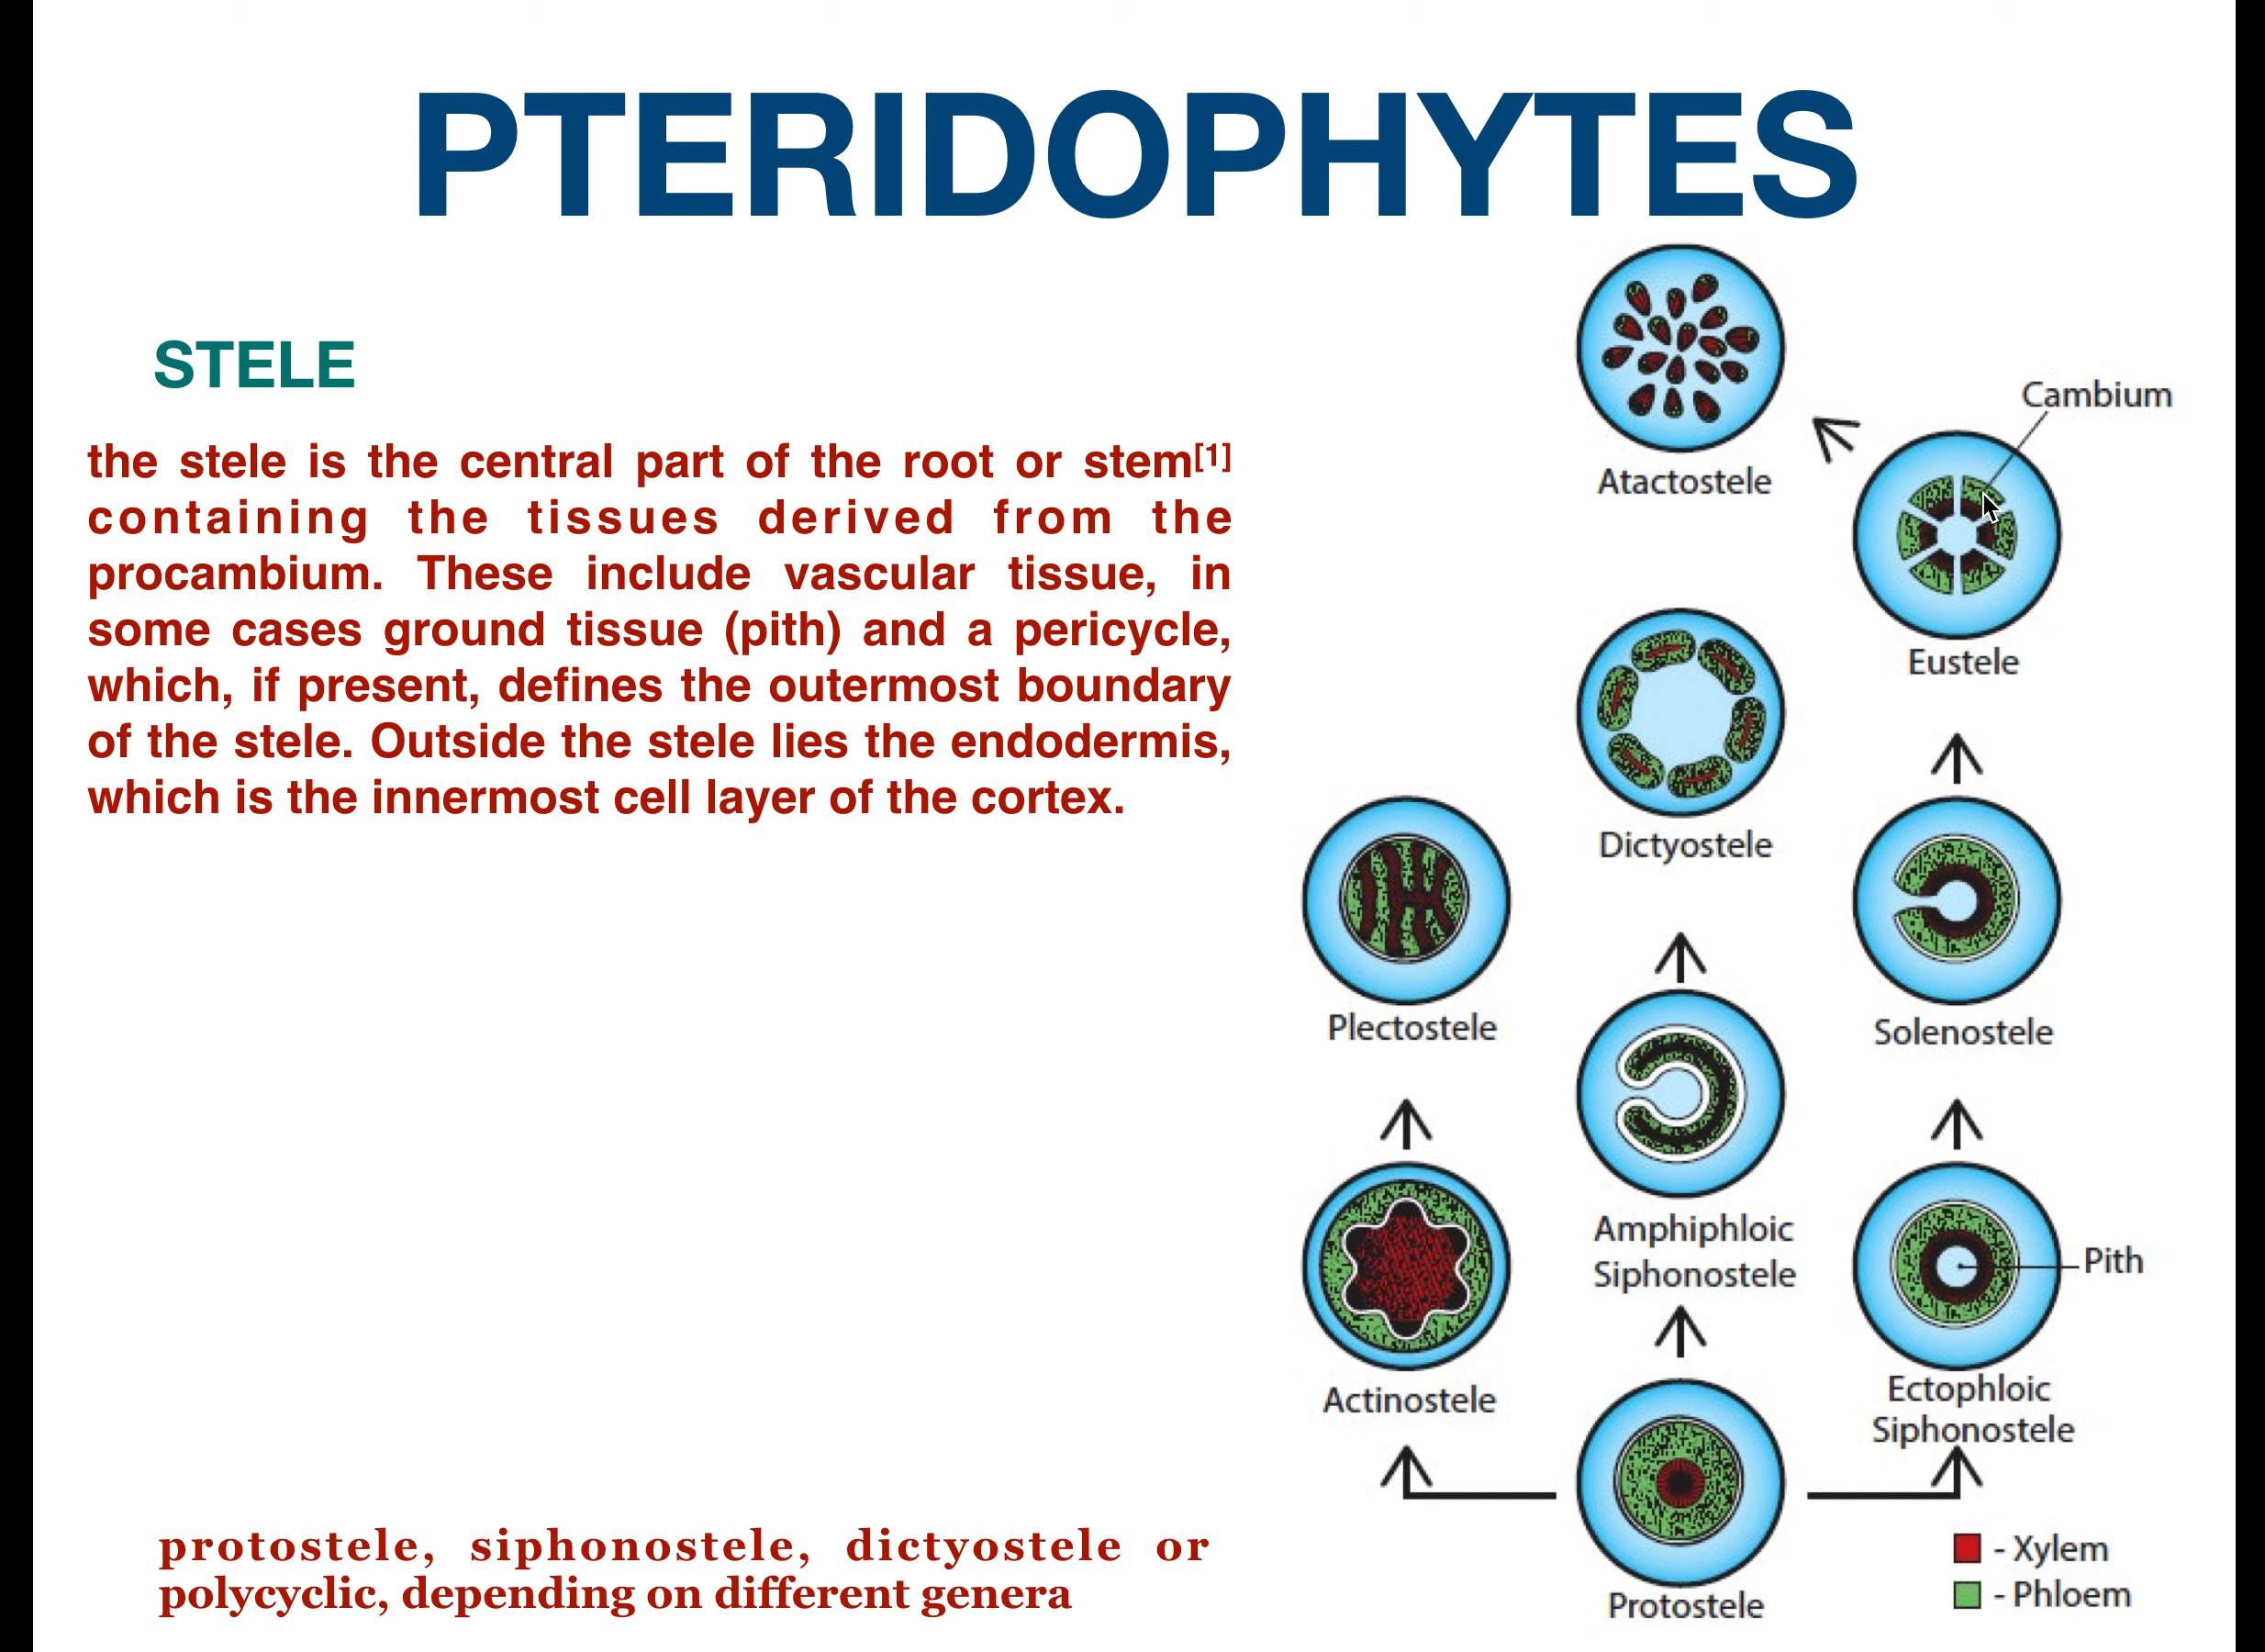 PTERIDOPHYTES
STELE
the stele is the central part of the root or stem[1]
containing the tissues derived from the
procambium. These include vascular tissue, in
some cases ground tissue (pith) and a pericycle,
which, if present, defines the outermost boundary
of the stele. Outside the stele lies the endodermis,
which is the innermost cell layer of the cortex.
protostele, siphonostele, dictyostele or
polycyclic, depending on different genera
Cambium
Atactostele
Eustele
Dictyostele
Plectostele
Solenostele
Amphiphloic
Siphonostele
Pith
Actinostele
Ectophloic
Siphonostele
Protostele
- Xylem
- Phloem